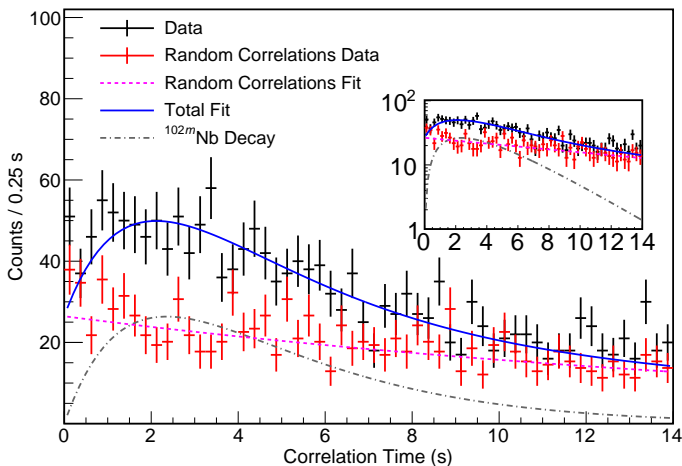 Data
Random Correlations Data
Random Correlations Fit
Total Fit
102mNb Decay
Counts / 0.25 s
100
80
60
40
20
0 2 4 6 8 10 12 14
Correlation Time (s)
10²
10
1
0 2 4 6 8 10 12 14